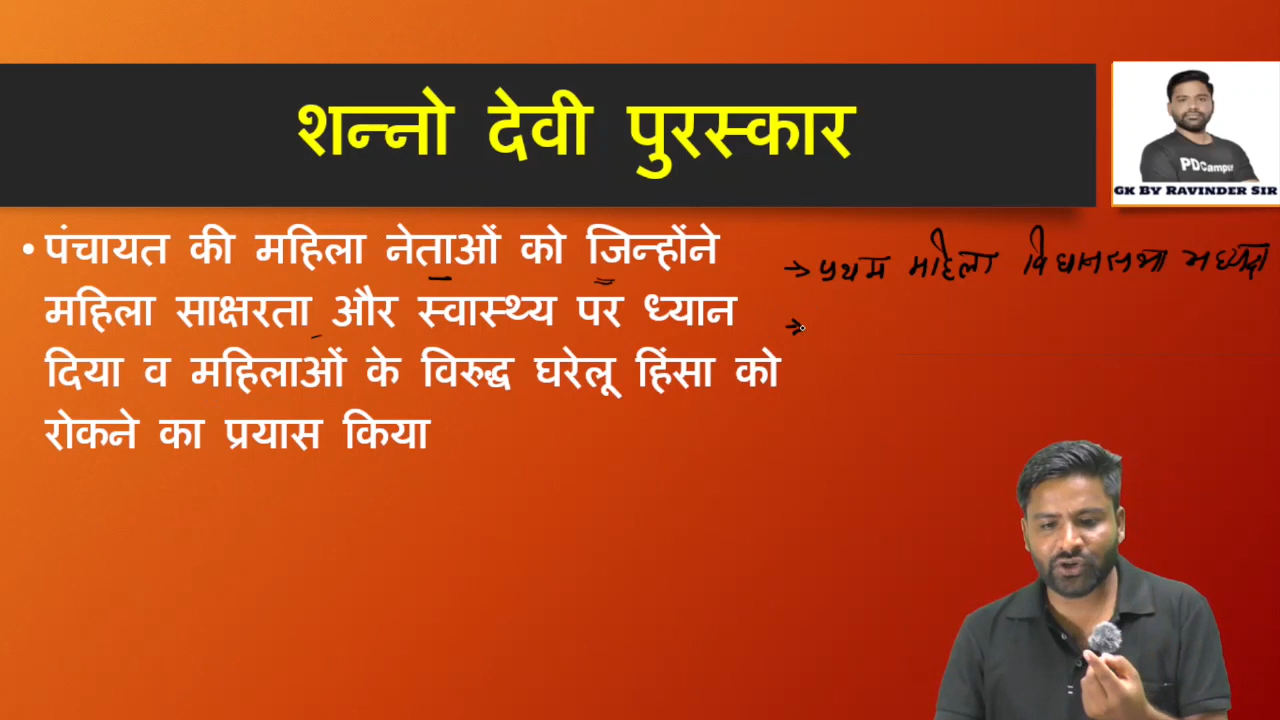 शन्नो देवी पुरस्कार
PDCampus
GK BY RAVINDER SIR
• पंचायत की महिला नेताओं को जिन्होंने
महिला साक्षरता और स्वास्थ्य पर ध्यान
दिया व महिलाओं के विरुद्ध घरेलू हिंसा को
रोकने का प्रयास किया
→ प्रथम महिला विधानसभा अध्यक्ष
→